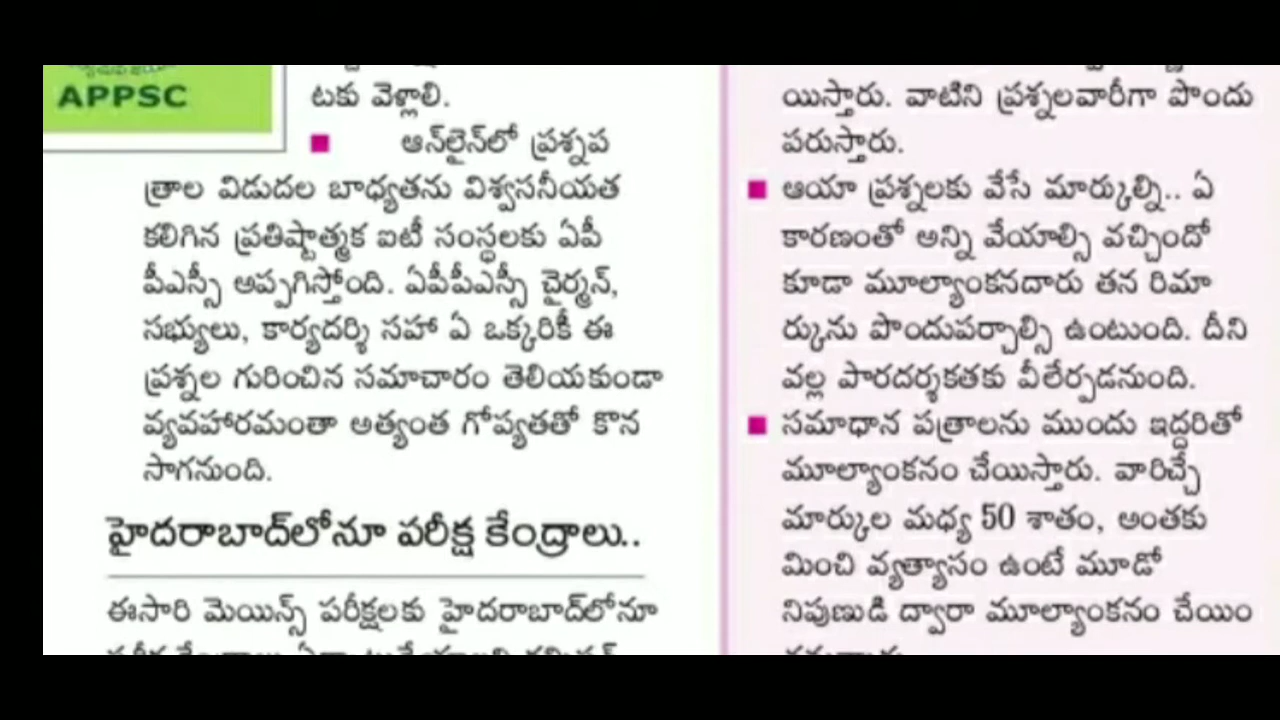 APPSC
టకు వెళ్లాలి.
ఆన్‌లైన్‌లో ప్రశ్నప
త్రాల విడుదల బాధ్యతను విశ్వసనీయత
కలిగిన ప్రతిష్టాత్మక ఐటీ సంస్థలకు ఏపీ
పీఎస్సీ అప్పగిస్తోంది. ఏపీపీఎస్సీ చైర్మన్,
సభ్యులు, కార్యదర్శి సహా ఏ ఒక్కరికీ ఈ
ప్రశ్నల గురించిన సమాచారం తెలియకుండా
వ్యవహారమంతా అత్యంత గోప్యతతో కొన
సాగనుంది.
హైదరాబాద్‌లోనూ పరీక్ష కేంద్రాలు..
ఈసారి మెయిన్స్ పరీక్షలకు హైదరాబాద్‌లోనూ
యిస్తారు. వాటిని ప్రశ్నలవారీగా పొందు
పరుస్తారు.
ఆయా ప్రశ్నలకు వేసే మార్కుల్ని.. ఏ
కారణంతో అన్ని వేయాల్సి వచ్చిందో
కూడా మూల్యాంకనదారు తన రిమా
ర్కును పొందుపర్చాల్సి ఉంటుంది. దీని
వల్ల పారదర్శకతకు వీలేర్పడనుంది.
సమాధాన పత్రాలను ముందు ఇద్దరితో
మూల్యాంకనం చేయిస్తారు. వారిచ్చే
మార్కుల మధ్య 50 శాతం, అంతకు
మించి వ్యత్యాసం ఉంటే మూడో
నిపుణుడి ద్వారా మూల్యాంకనం చేయిం